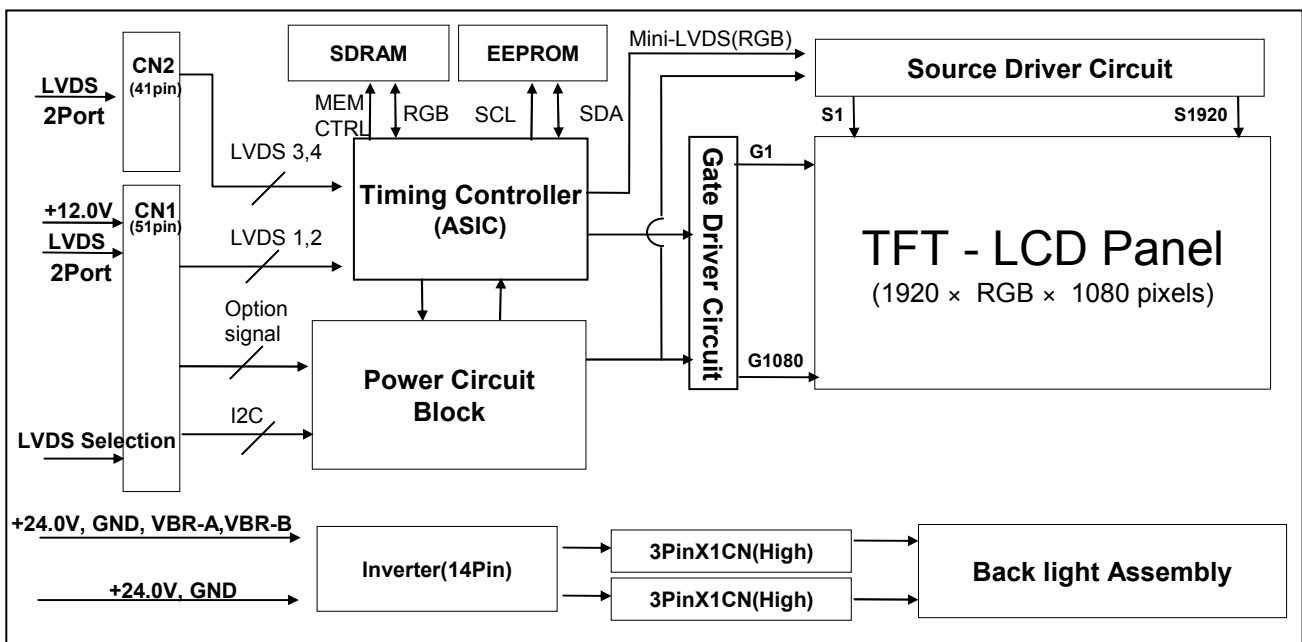 CN2
(41pin)
LVDS
2Port
SDRAM
EEPROM
Mini-LVDS(RGB)
Source Driver Circuit
MEM
CTRL
RGB
SCL
SDA
S1
S1920
LVDS 3,4
Timing Controller
(ASIC)
Gate Driver Circuit
G1
+12.0V
CN1
(51pin)
LVDS
2Port
LVDS 1,2
TFT - LCD Panel
(1920 × RGB × 1080 pixels)
Option
signal
Power Circuit
Block
G1080
I2C
LVDS Selection
+24.0V, GND, VBR-A,VBR-B
Inverter(14Pin)
3PinX1CN(High)
Back light Assembly
+24.0V, GND
3PinX1CN(High)